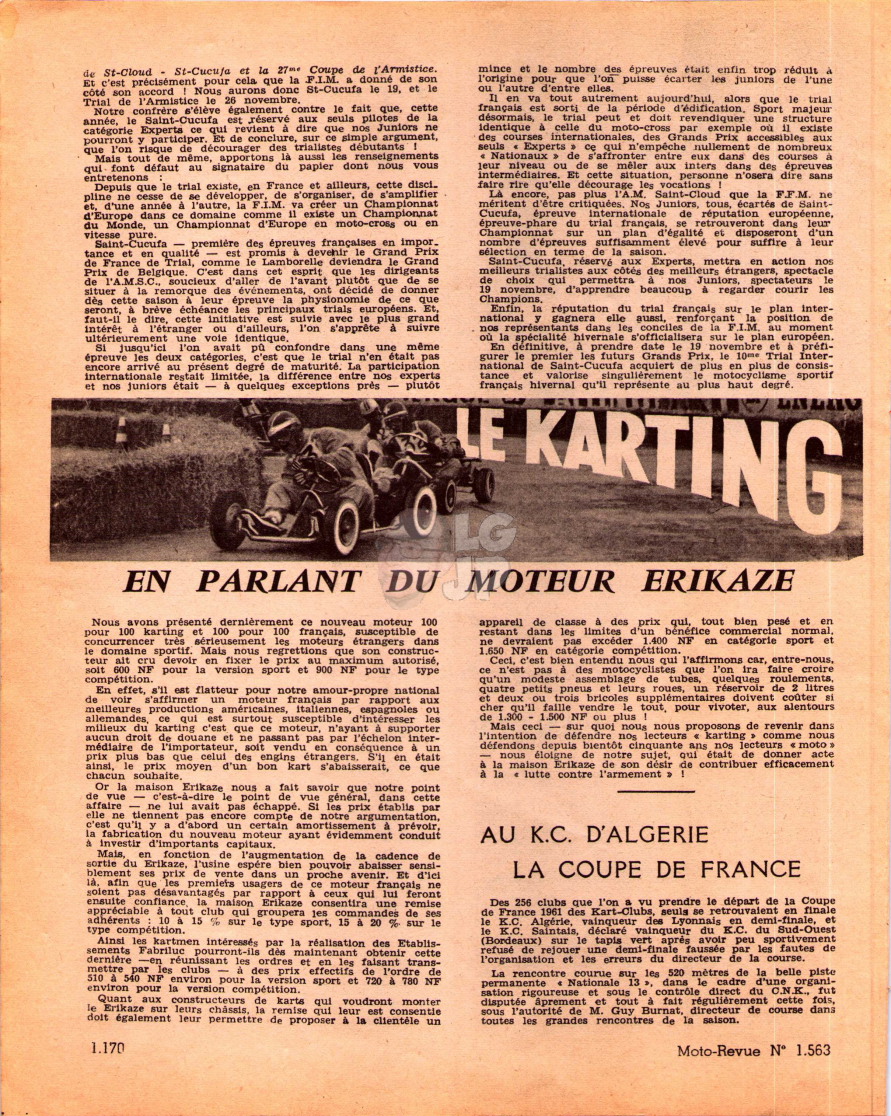 de St-Cloud - St-Cucufa et la 27me Coupe de l'Armistice.
Et c'est précisément pour cela que la F.I.M. a donné de son
côté son accord ! Nous aurons donc St-Cucufa le 19, et le
Trial de l'Armistice le 26 novembre.
Notre confrère s'élève également contre le fait que, cette
année, le Saint-Cucufa est réservé aux seuls pilotes de la
catégorie Experts ce qui revient à dire que nos Juniors ne
pourront y participer. Et de conclure, sur ce simple argument,
que l'on risque de décourager des trialistes débutants !
Mais tout de même, apportons là aussi les renseignements
qui font défaut au signataire du papier dont nous vous
entretenons :
Depuis que le trial existe, en France et ailleurs, cette disci-
pline ne cesse de se développer, de s'organiser, de s'amplifier
et, d'une année à l'autre, la F.I.M. va créer un Championnat
d'Europe dans ce domaine comme il existe un Championnat
du Monde, un Championnat d'Europe en moto-cross ou en
vitesse pure.
Saint-Cucufa — première des épreuves françaises en impor-
tance et en qualité — est promis à devenir le Grand Prix
de France de Trial, comme le Lamborelle deviendra le Grand
Prix de Belgique. C'est dans cet esprit que les dirigeants
de l'A.M.S.C., soucieux d'aller de l'avant plutôt que de se
situer à la remorque des événements, ont décidé de donner
dès cette saison à leur épreuve la physionomie de ce que
seront, à brève échéance les principaux trials européens. Et,
faut-il le dire, cette initiative est suivie avec le plus grand
intérêt à l'étranger ou d'ailleurs, l'on s'apprête à suivre
ultérieurement une voie identique.
Si jusqu'ici l'on avait pû confondre dans une même
épreuve les deux catégories, c'est que le trial n'en était pas
encore arrivé au présent degré de maturité. La participation
internationale restait limitée, la différence entre nos experts
et nos juniors était — à quelques exceptions près — plutôt
mince et le nombre des épreuves était enfin trop réduit à
l'origine pour que l'on puisse écarter les juniors de l'une
ou l'autre d'entre elles.
Il en va tout autrement aujourd'hui, alors que le trial
français est sorti de la période d'édification. Sport majeur
désormais, le trial peut et doit revendiquer une structure
identique à celle du moto-cross par exemple où il existe
des courses internationales, des Grands Prix accessibles aux
seuls « Experts » ce qui n'empêche nullement de nombreux
« Nationaux » de s'affronter entre eux dans des courses à
leur niveau ou de se mêler aux inters dans des épreuves
intermédiaires. Et cette situation, personne n'osera dire sans
faire rire qu'elle décourage les vocations !
Là encore, pas plus l'A.M. Saint-Cloud que la F.F.M. ne
méritent d'être critiquées. Nos Juniors, tous, écartés de Saint-
Cucufa, épreuve internationale de réputation européenne,
épreuve-phare du trial français, se retrouveront dans leur
Championnat sur un plan d'égalité et disposeront d'un
nombre d'épreuves suffisamment élevé pour suffire à leur
sélection en terme de la saison.
Saint-Cucufa, réservé aux Experts, mettra en action nos
meilleurs trialistes aux côtés des meilleurs étrangers, spectacle
de choix qui permettra à nos Juniors, spectateurs le
19 novembre, d'apprendre beaucoup à regarder courir les
Champions.
Enfin, la réputation du trial français sur le plan inter-
national y gagnera elle aussi, renforçant la position de
nos représentants dans les conciles de la F.I.M. au moment
où la spécialité hivernale s'officialisera sur le plan européen.
En définitive, à prendre date le 19 novembre et à préfi-
gurer le premier les futurs Grands Prix, le 10me Trial Inter-
national de Saint-Cucufa acquiert de plus en plus de consis-
tance et valorise singulièrement le motocyclisme sportif
français hivernal qu'il représente au plus haut degré.
LE KARTING
LG
JM
EN PARLANT DU MOTEUR ERIKAZE
Nous avons présenté dernièrement ce nouveau moteur 100
pour 100 karting et 100 pour 100 français, susceptible de
concurrencer très sérieusement les moteurs étrangers dans
le domaine sportif. Mais nous regrettions que son construc-
teur ait cru devoir en fixer le prix au maximum autorisé,
soit 600 NF pour la version sport et 900 NF pour le type
compétition.
En effet, s'il est flatteur pour notre amour-propre national
de voir s'affirmer un moteur français par rapport aux
meilleures productions américaines, italiennes, espagnoles ou
allemandes, ce qui est surtout susceptible d'intéresser les
milieux du karting c'est que ce moteur, n'ayant à supporter
aucun droit de douane et ne passant pas par l'échelon inter-
médiaire de l'importateur, soit vendu en conséquence à un
prix plus bas que celui des engins étrangers. S'il en était
ainsi, le prix moyen d'un bon kart s'abaisserait, ce que
chacun souhaite.
Or la maison Erikaze nous a fait savoir que notre point
de vue — c'est-à-dire le point de vue général, dans cette
affaire — ne lui avait pas échappé. Si les prix établis par
elle ne tiennent pas encore compte de notre argumentation,
c'est qu'il y a d'abord un certain amortissement à prévoir,
la fabrication du nouveau moteur ayant évidemment conduit
à investir d'importants capitaux.
Mais, en fonction de l'augmentation de la cadence de
sortie du Erikaze, l'usine espère bien pouvoir abaisser sensi-
blement ses prix de vente dans un proche avenir. Et d'ici
là, afin que les premiers usagers de ce moteur français ne
soient pas désavantagés par rapport à ceux qui lui feront
ensuite confiance, la maison Erikaze consentira une remise
appréciable à tout club qui groupera les commandes de ses
adhérents : 10 à 15 % sur le type sport, 15 à 20 % sur le
type compétition.
Ainsi les kartmen intéressés par la réalisation des Etablis-
sements Fabriluc pourront-ils dès maintenant obtenir cette
dernière —en réunissant les ordres et en les faisant trans-
mettre par les clubs — à des prix effectifs de l'ordre de
510 à 540 NF environ pour la version sport et 720 à 780 NF
environ pour la version compétition.
Quant aux constructeurs de karts qui voudront monter
le Erikaze sur leurs châssis, la remise qui leur est consentie
doit également leur permettre de proposer à la clientèle un
appareil de classe à des prix qui, tout bien pesé et en
restant dans les limites d'un bénéfice commercial normal,
ne devraient pas excéder 1.400 NF en catégorie sport et
1.650 NF en catégorie compétition.
Ceci, c'est bien entendu nous qui l'affirmons car, entre-nous,
ce n'est pas à des motocyclistes que l'on ira faire croire
qu'un modeste assemblage de tubes, quelques roulements,
quatre petits pneus et leurs roues, un réservoir de 2 litres
et deux ou trois bricoles supplémentaires doivent coûter si
cher qu'il faille vendre le tout, pour vivoter, aux alentours
de 1.300 - 1.500 NF ou plus !
Mais ceci — sur quoi nous nous proposons de revenir dans
l'intention de défendre nos lecteurs « karting » comme nous
défendons depuis bientôt cinquante ans nos lecteurs « moto »
— nous éloigne de notre sujet, qui était de donner acte
à la maison Erikaze de son désir de contribuer efficacement
à la « lutte contre l'armement » !
AU K.C. D'ALGERIE
LA COUPE DE FRANCE
Des 256 clubs que l'on a vu prendre le départ de la Coupe
de France 1961 des Kart-Clubs, seuls se retrouvaient en finale
le K.C. Algérie, vainqueur des Lyonnais en demi-finale, et
le K.C. Saintais, déclaré vainqueur du K.C. du Sud-Ouest
(Bordeaux) sur le tapis vert après avoir peu sportivement
refusé de rejouer une demi-finale faussée par les fautes de
l'organisation et les erreurs du directeur de la course.
La rencontre courue sur les 520 mètres de la belle piste
permanente « Nationale 13 », dans le cadre d'une organi-
sation rigoureuse et sous le contrôle direct du C.N.K., fut
disputée âprement et tout à fait régulièrement cette fois,
sous l'autorité de M. Guy Burnat, directeur de course dans
toutes les grandes rencontres de la saison.
1.170
Moto-Revue N° 1.563